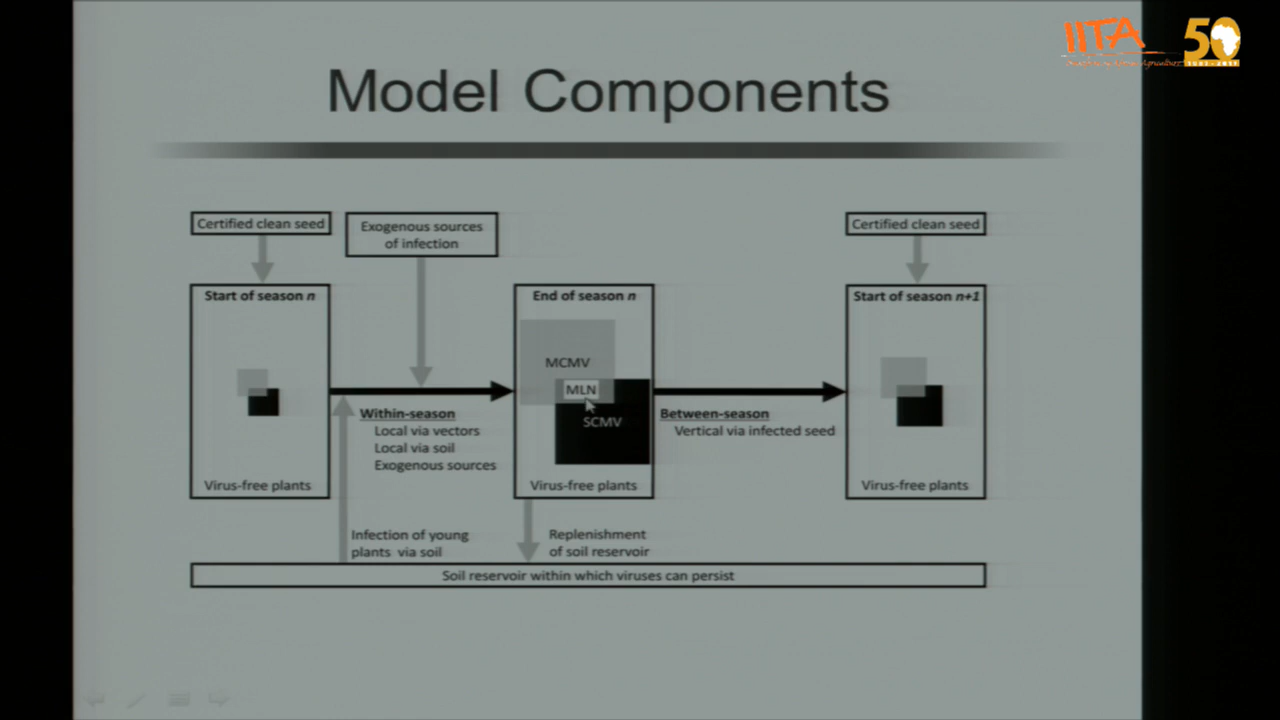 IITA
50
Model Components
Certified clean seed
Exogenous sources
of infection
Certified clean seed
Start of season n
End of season n
Start of season n+1
MCMV
MLN
SCMV
Within-season
Local via vectors
Local via soil
Exogenous sources
Between-season
Vertical via infected seed
Virus-free plants
Virus-free plants
Virus-free plants
Infection of young
plants via soil
Replenishment
of soil reservoir
Soil reservoir within which viruses can persist